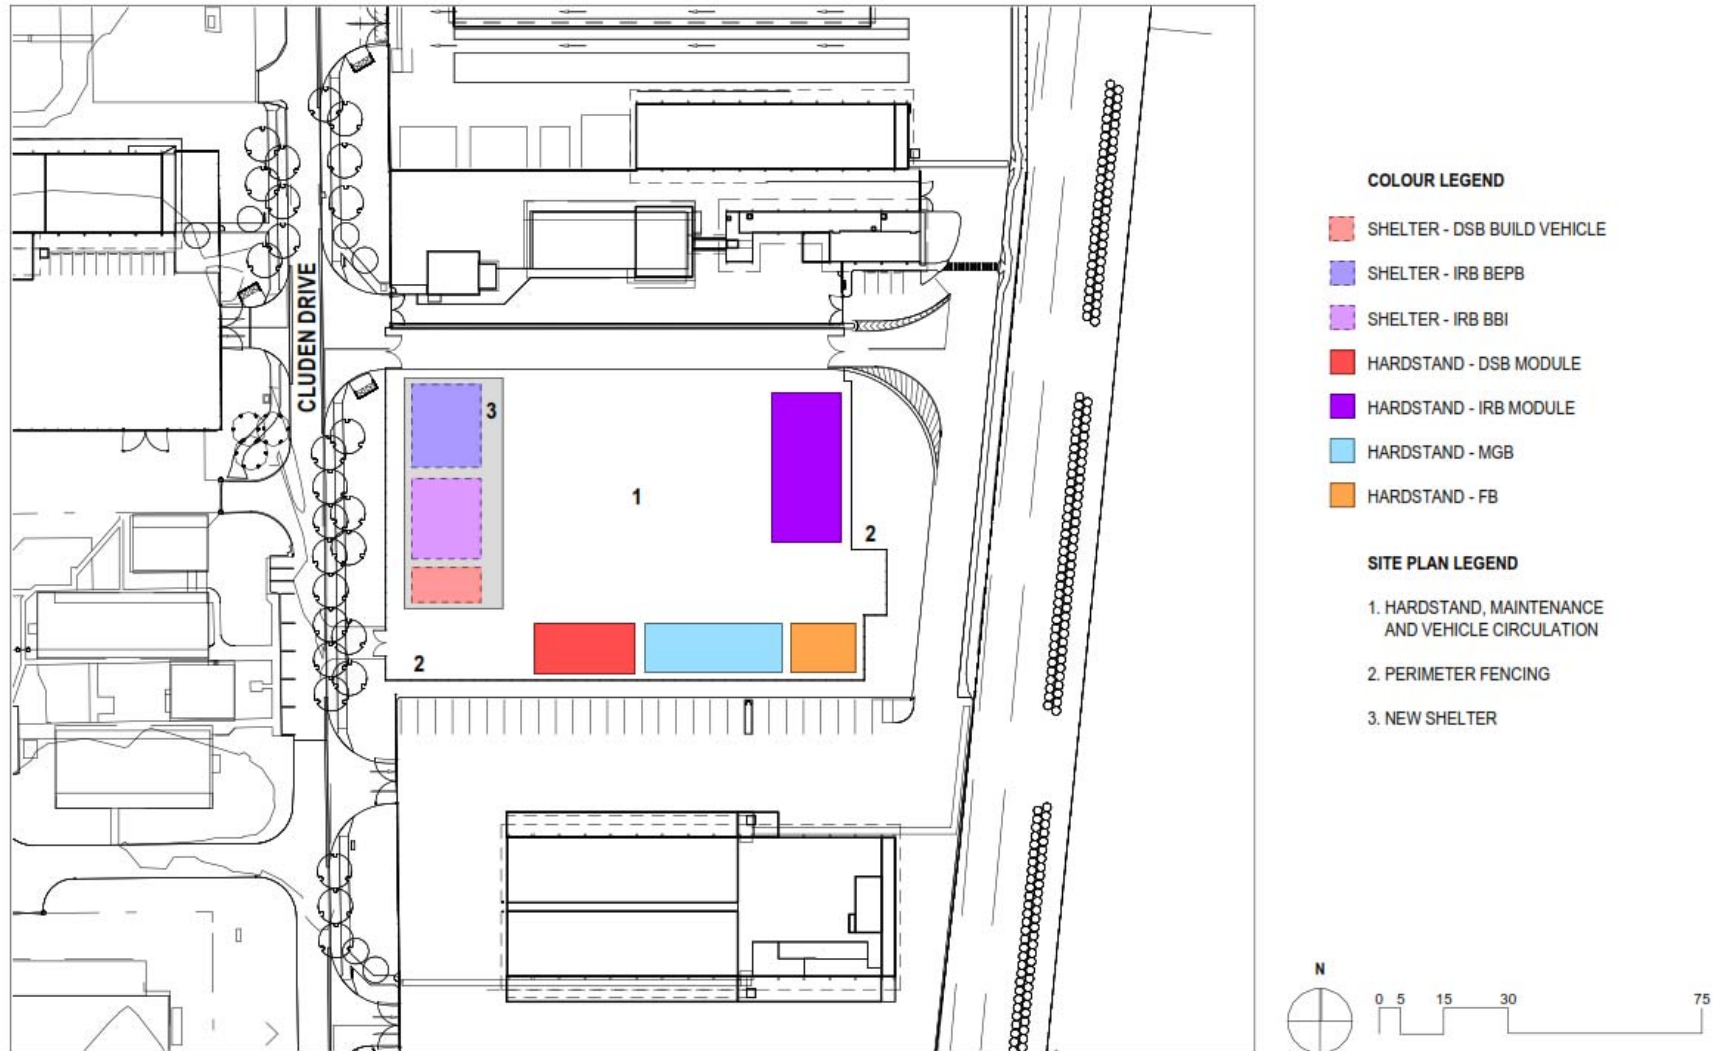 CLUDEN DRIVE
3
1
2
2
COLOUR LEGEND
SHELTER - DSB BUILD VEHICLE
SHELTER - IRB BEPB
SHELTER - IRB BBI
HARDSTAND - DSB MODULE
HARDSTAND - IRB MODULE
HARDSTAND - MGB
HARDSTAND - FB
SITE PLAN LEGEND
1. HARDSTAND, MAINTENANCE
AND VEHICLE CIRCULATION
2. PERIMETER FENCING
3. NEW SHELTER
N
0 5 15 30 75